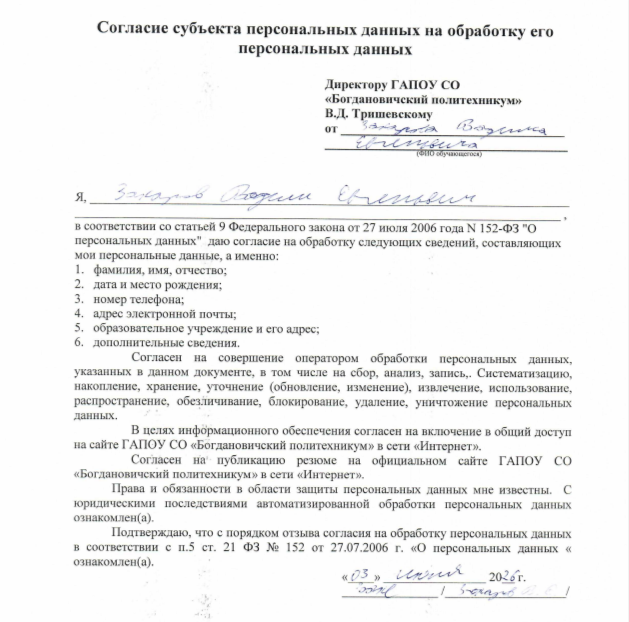 Согласие субъекта персональных данных на обработку его
персональных данных
Директору ГАПОУ СО
«Богдановичский политехникум»
В.Д. Тришевскому
от Захарова Вадима
Евгеньевича
(ФИО обучающегося)
Я, Захаров Вадим Евгеньевич
,
в соответствии со статьей 9 Федерального закона от 27 июля 2006 года N 152-ФЗ "О
персональных данных" даю согласие на обработку следующих сведений, составляющих
мои персональные данные, а именно:
1. фамилия, имя, отчество;
2. дата и место рождения;
3. номер телефона;
4. адрес электронной почты;
5. образовательное учреждение и его адрес;
6. дополнительные сведения.
Согласен на совершение оператором обработки персональных данных,
указанных в данном документе, в том числе на сбор, анализ, запись,. Систематизацию,
накопление, хранение, уточнение (обновление, изменение), извлечение, использование,
распространение, обезличивание, блокирование, удаление, уничтожение персональных
данных.
В целях информационного обеспечения согласен на включение в общий доступ
на сайте ГАПОУ СО «Богдановичский политехникум» в сети «Интернет».
Согласен на публикацию резюме на официальном сайте ГАПОУ СО
«Богдановичский политехникум» в сети «Интернет».
Права и обязанности в области защиты персональных данных мне известны. С
юридическими последствиями автоматизированной обработки персональных данных
ознакомлен(а).
Подтверждаю, что с порядком отзыва согласия на обработку персональных данных
в соответствии с п.5 ст. 21 ФЗ № 152 от 27.07.2006 г. «О персональных данных «
ознакомлен(а).
«03» июня 2026 г.
/ Захаров В. Е. /